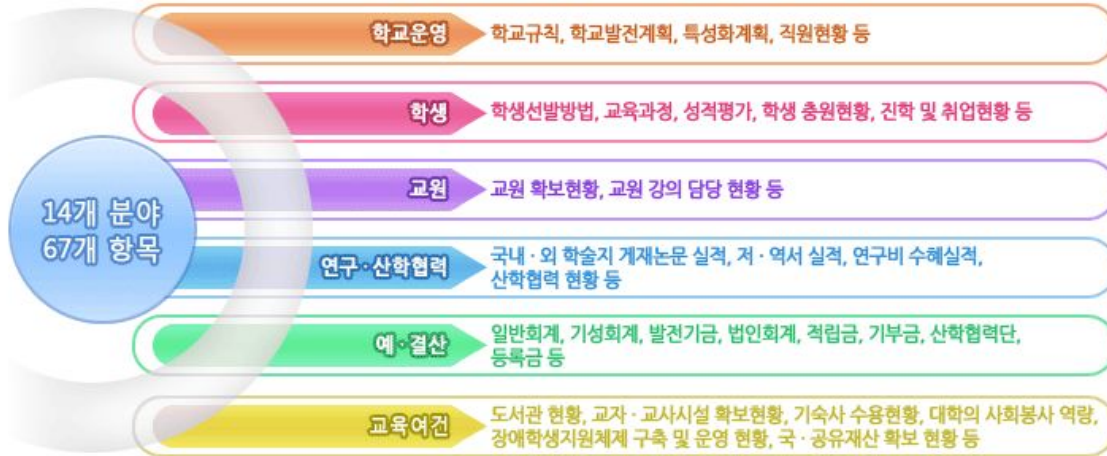 14개 분야
67개 항목
학교운영
학교규칙, 학교발전계획, 특성화계획, 직원현황 등
학생
학생선발방법, 교육과정, 성적평가, 학생 충원현황, 진학 및 취업현황 등
교원
교원 확보현황, 교원 강의 담당 현황 등
연구·산학협력
국내·외 학술지 게재논문 실적, 저·역서 실적, 연구비 수혜실적,
산학협력 현황 등
예·결산
일반회계, 기성회계, 발전기금, 법인회계, 적립금, 기부금, 산학협력단,
등록금 등
교육여건
도서관 현황, 교자·교사시설 확보현황, 기숙사 수용현황, 대학의 사회봉사 역량,
장애학생지원체제 구축 및 운영 현황, 국·공유재산 확보 현황 등